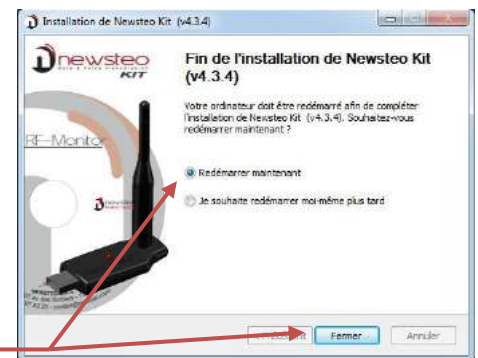 Installation de Newsteo Kit (v4.3.4)
newsteo
KIT
Fin de l'installation de Newsteo Kit
(v4.3.4)
Votre ordinateur doit être redémarré afin de compléter
l'installation de Newsteo Kit (v4.3.4). Souhaitez-vous
redémarrer maintenant ?
RF-Monitor
Redémarrer maintenant
Je souhaite redémarrer moi-même plus tard
Fermer
Annuler